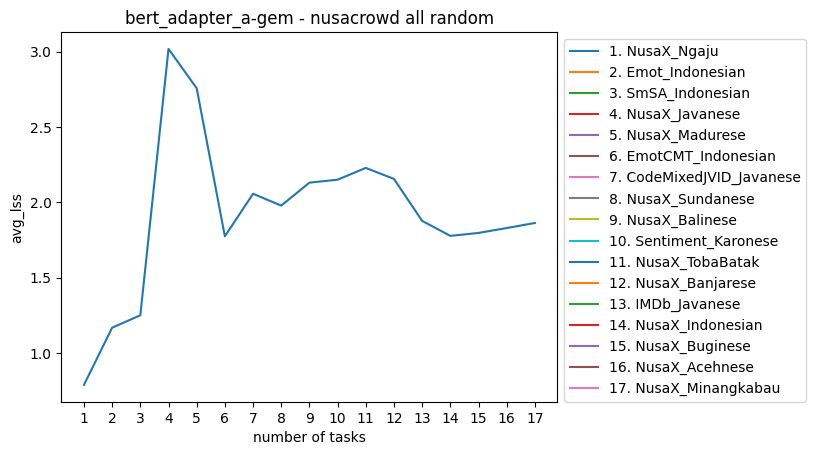 bert_adapter_a-gem - nusacrowd all random
avg_lss
3.0
2.5
2.0
1.5
1.0
1 2 3 4 5 6 7 8 9 10 11 12 13 14 15 16 17
number of tasks
1. NusaX_Ngaju
2. Emot_Indonesian
3. SmSA_Indonesian
4. NusaX_Javanese
5. NusaX_Madurese
6. EmotCMT_Indonesian
7. CodeMixedJVID_Javanese
8. NusaX_Sundanese
9. NusaX_Balinese
10. Sentiment_Karonese
11. NusaX_TobaBatak
12. NusaX_Banjarese
13. IMDb_Javanese
14. NusaX_Indonesian
15. NusaX_Buginese
16. NusaX_Acehnese
17. NusaX_Minangkabau